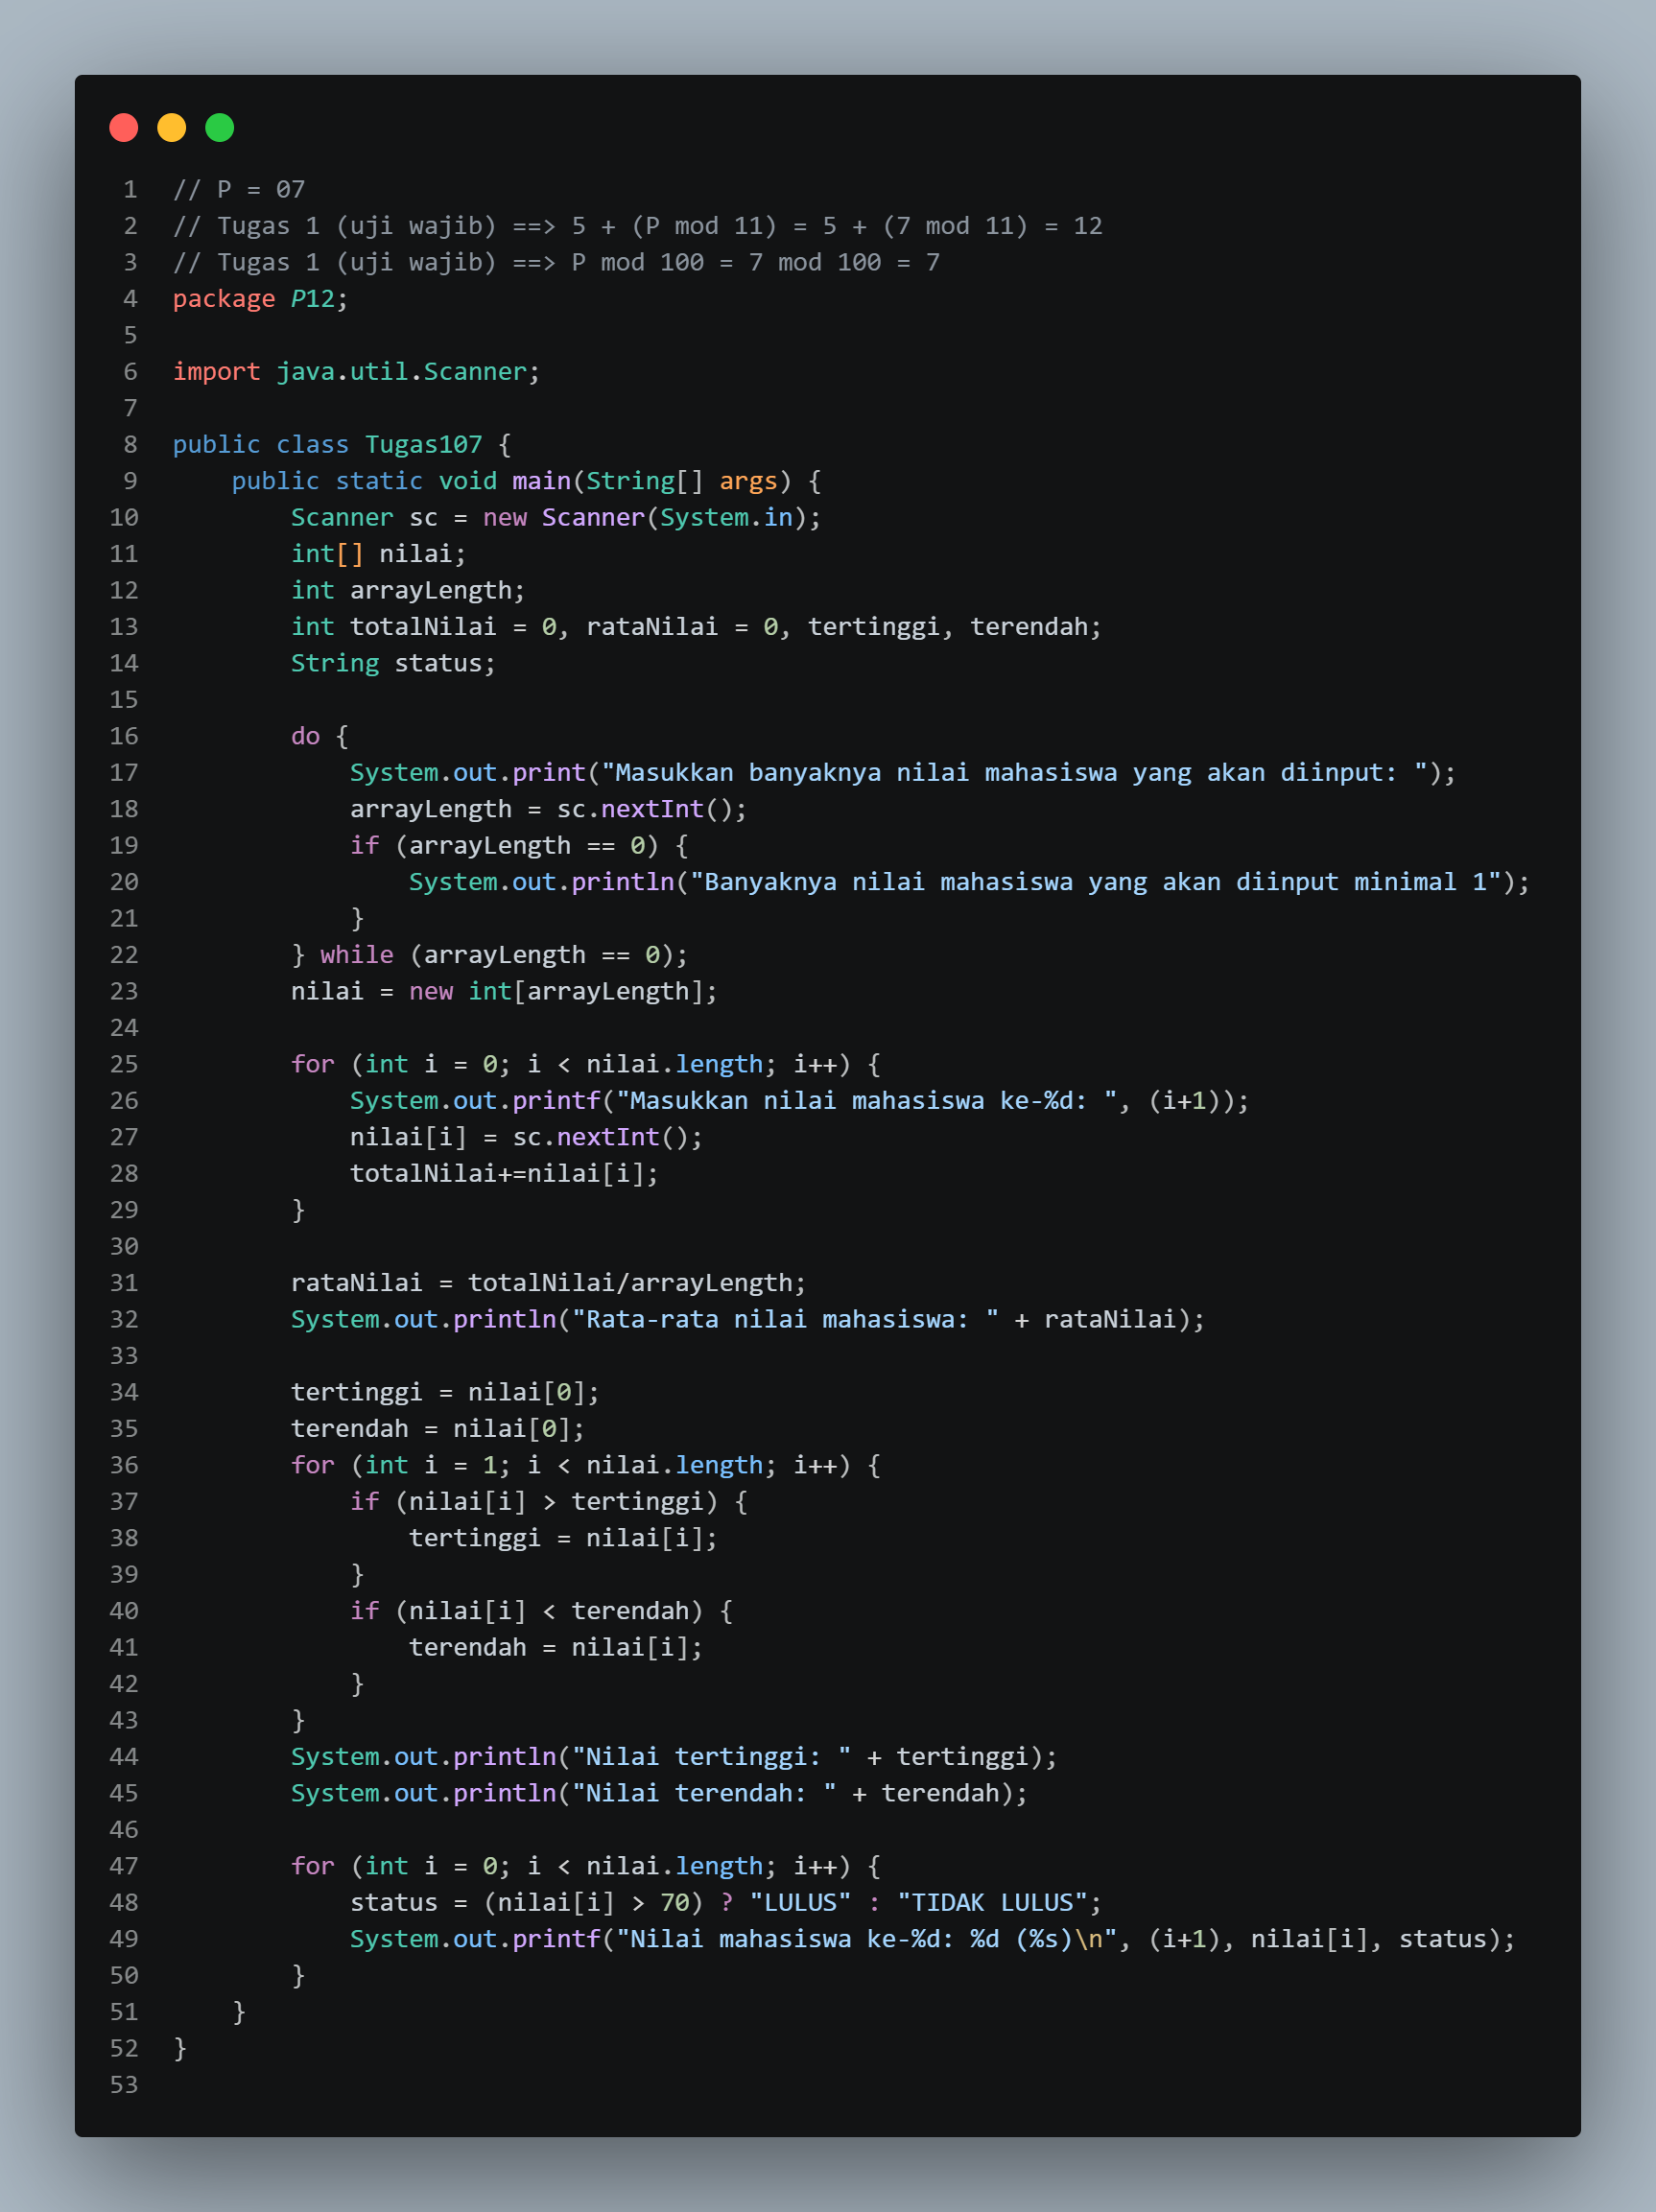 1 // P = 07
2 // Tugas 1 (uji wajib) ==> 5 + (P mod 11) = 5 + (7 mod 11) = 12
3 // Tugas 1 (uji wajib) ==> P mod 100 = 7 mod 100 = 7
4 package P12;
5
6 import java.util.Scanner;
7
8 public class Tugas107 {
9     public static void main(String[] args) {
10         Scanner sc = new Scanner(System.in);
11         int[] nilai;
12         int arrayLength;
13         int totalNilai = 0, rataNilai = 0, tertinggi, terendah;
14         String status;
15
16         do {
17             System.out.print("Masukkan banyaknya nilai mahasiswa yang akan diinput: ");
18             arrayLength = sc.nextInt();
19             if (arrayLength == 0) {
20                 System.out.println("Banyaknya nilai mahasiswa yang akan diinput minimal 1");
21             }
22         } while (arrayLength == 0);
23         nilai = new int[arrayLength];
24
25         for (int i = 0; i < nilai.length; i++) {
26             System.out.printf("Masukkan nilai mahasiswa ke-%d: ", (i+1));
27             nilai[i] = sc.nextInt();
28             totalNilai+=nilai[i];
29         }
30
31         rataNilai = totalNilai/arrayLength;
32         System.out.println("Rata-rata nilai mahasiswa: " + rataNilai);
33
34         tertinggi = nilai[0];
35         terendah = nilai[0];
36         for (int i = 1; i < nilai.length; i++) {
37             if (nilai[i] > tertinggi) {
38                 tertinggi = nilai[i];
39             }
40             if (nilai[i] < terendah) {
41                 terendah = nilai[i];
42             }
43         }
44         System.out.println("Nilai tertinggi: " + tertinggi);
45         System.out.println("Nilai terendah: " + terendah);
46
47         for (int i = 0; i < nilai.length; i++) {
48             status = (nilai[i] > 70) ? "LULUS" : "TIDAK LULUS";
49             System.out.printf("Nilai mahasiswa ke-%d: %d (%s)\n", (i+1), nilai[i], status);
50         }
51     }
52 }
53